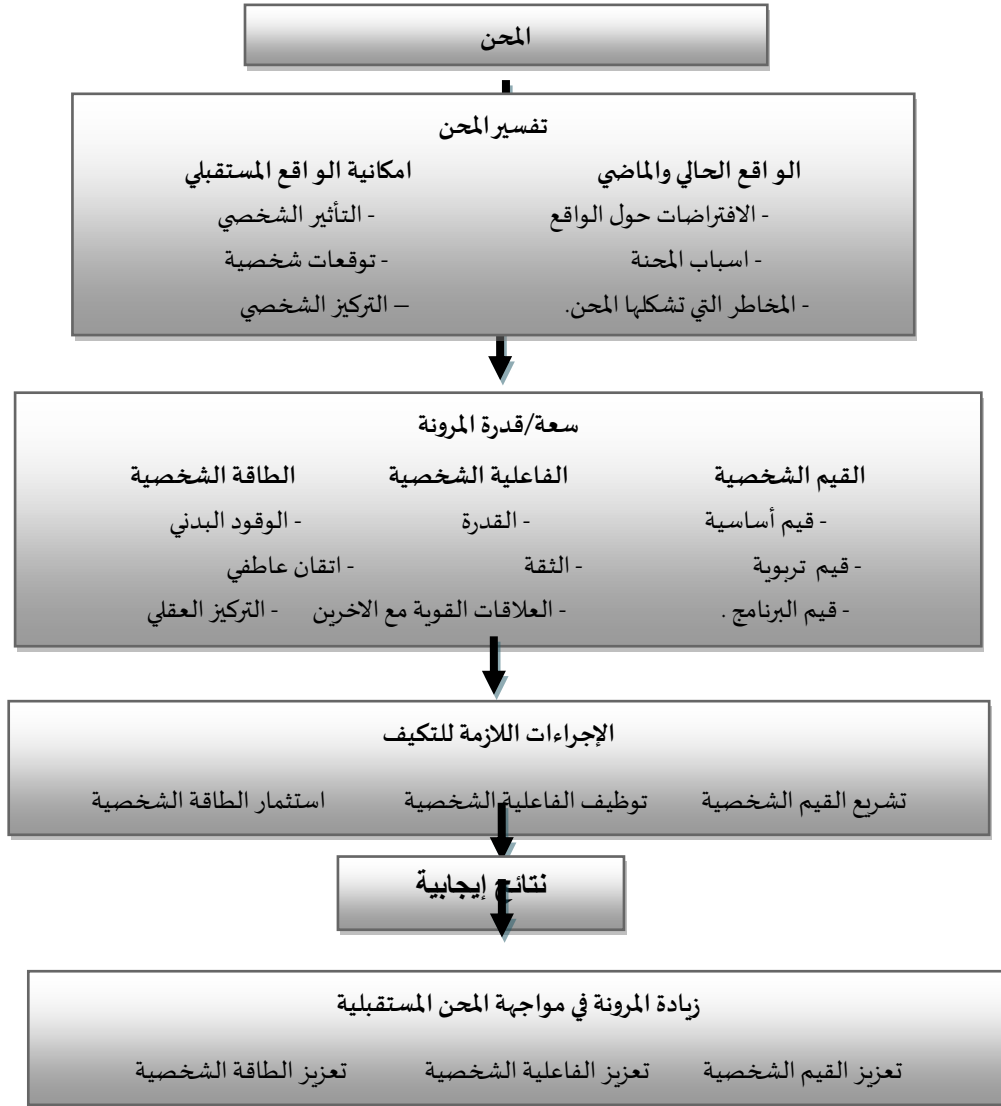 المحن
تفسير المحن
الواقع الحالي والماضي امكانية الواقع المستقبلي
- الافتراضات حول الواقع - التأثير الشخصي
- اسباب المحنة - توقعات شخصية
- المخاطر التي تشكلها المحن. – التركيز الشخصي
سعة/قدرة المرونة
القيم الشخصية الفاعلية الشخصية الطاقة الشخصية
- قيم أساسية - القدرة - الوقود البدني
- قيم تربوية - الثقة - اتقان عاطفي
- قيم البرنامج . - العلاقات القوية مع الاخرين - التركيز العقلي
الإجراءات اللازمة للتكيف
تشريع القيم الشخصية توظيف الفاعلية الشخصية استثمار الطاقة الشخصية
نتائج إيجابية
زيادة المرونة في مواجهة المحن المستقبلية
تعزيز القيم الشخصية تعزيز الفاعلية الشخصية تعزيز الطاقة الشخصية